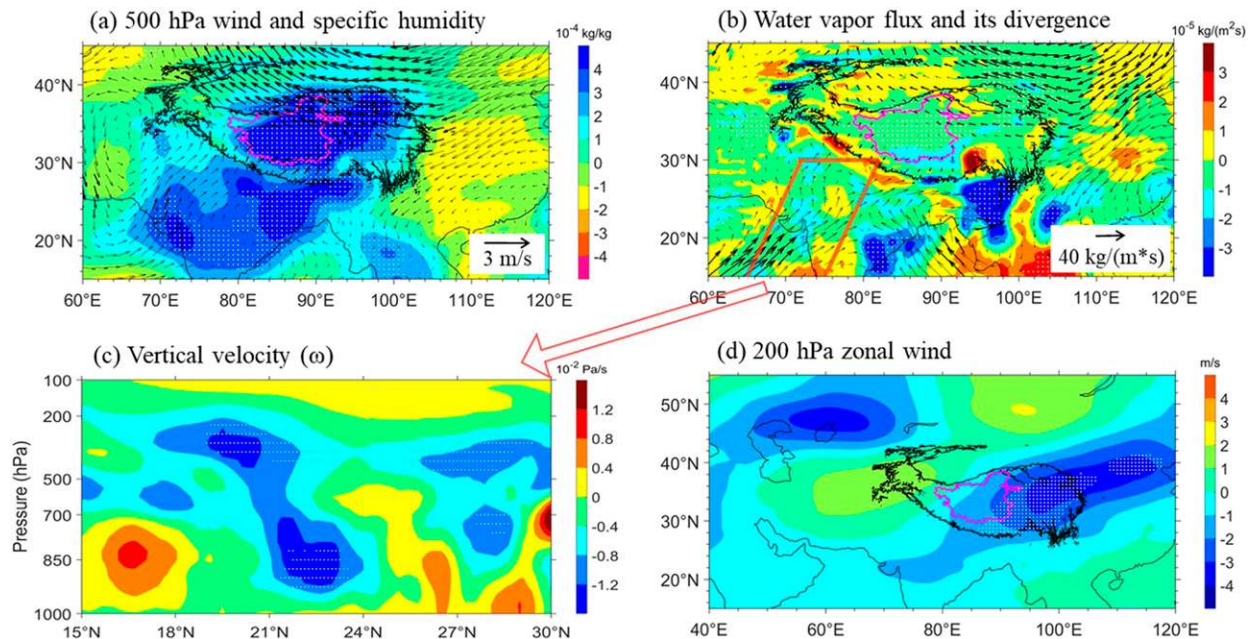 (a) 500 hPa wind and specific humidity
10⁻⁴ kg/kg
40°N
30°N
20°N
4
3
2
1
0
-1
-2
-3
-4
3 m/s
60°E 70°E 80°E 90°E 100°E 110°E 120°E
(b) Water vapor flux and its divergence
10⁻⁵ kg/(m²s)
40°N
30°N
20°N
3
2
1
0
-1
-2
-3
40 kg/(m*s)
60°E 70°E 80°E 90°E 100°E 110°E 120°E
(c) Vertical velocity (ω)
10⁻² Pa/s
Pressure (hPa)
100
200
500
700
850
1000
1.2
0.8
0.4
0
-0.4
-0.8
-1.2
15°N 18°N 21°N 24°N 27°N 30°N
(d) 200 hPa zonal wind
m/s
50°N
40°N
30°N
20°N
4
3
2
1
0
-1
-2
-3
-4
40°E 60°E 80°E 100°E 120°E